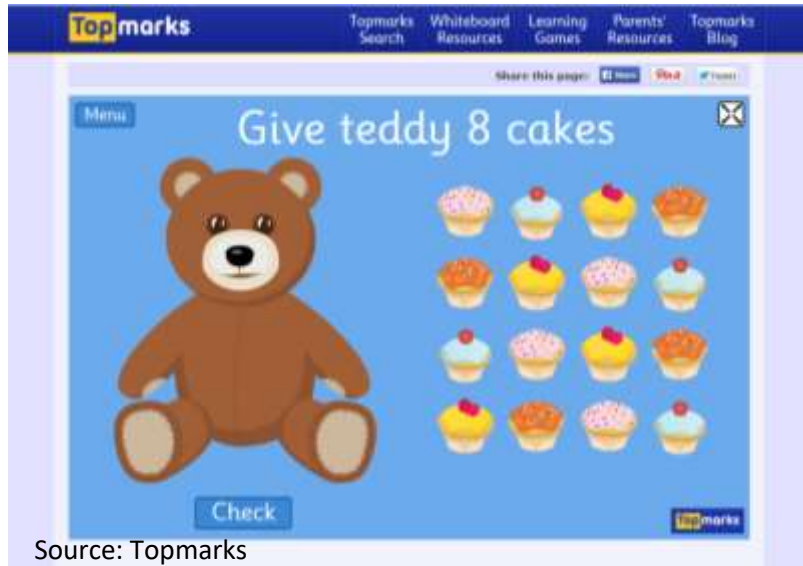 Topmarks
Topmarks Search
Whiteboard Resources
Learning Games
Parents' Resources
Topmarks Blog
Share this page:
Menu
Give teddy 8 cakes
Check
Topmarks
Source: Topmarks